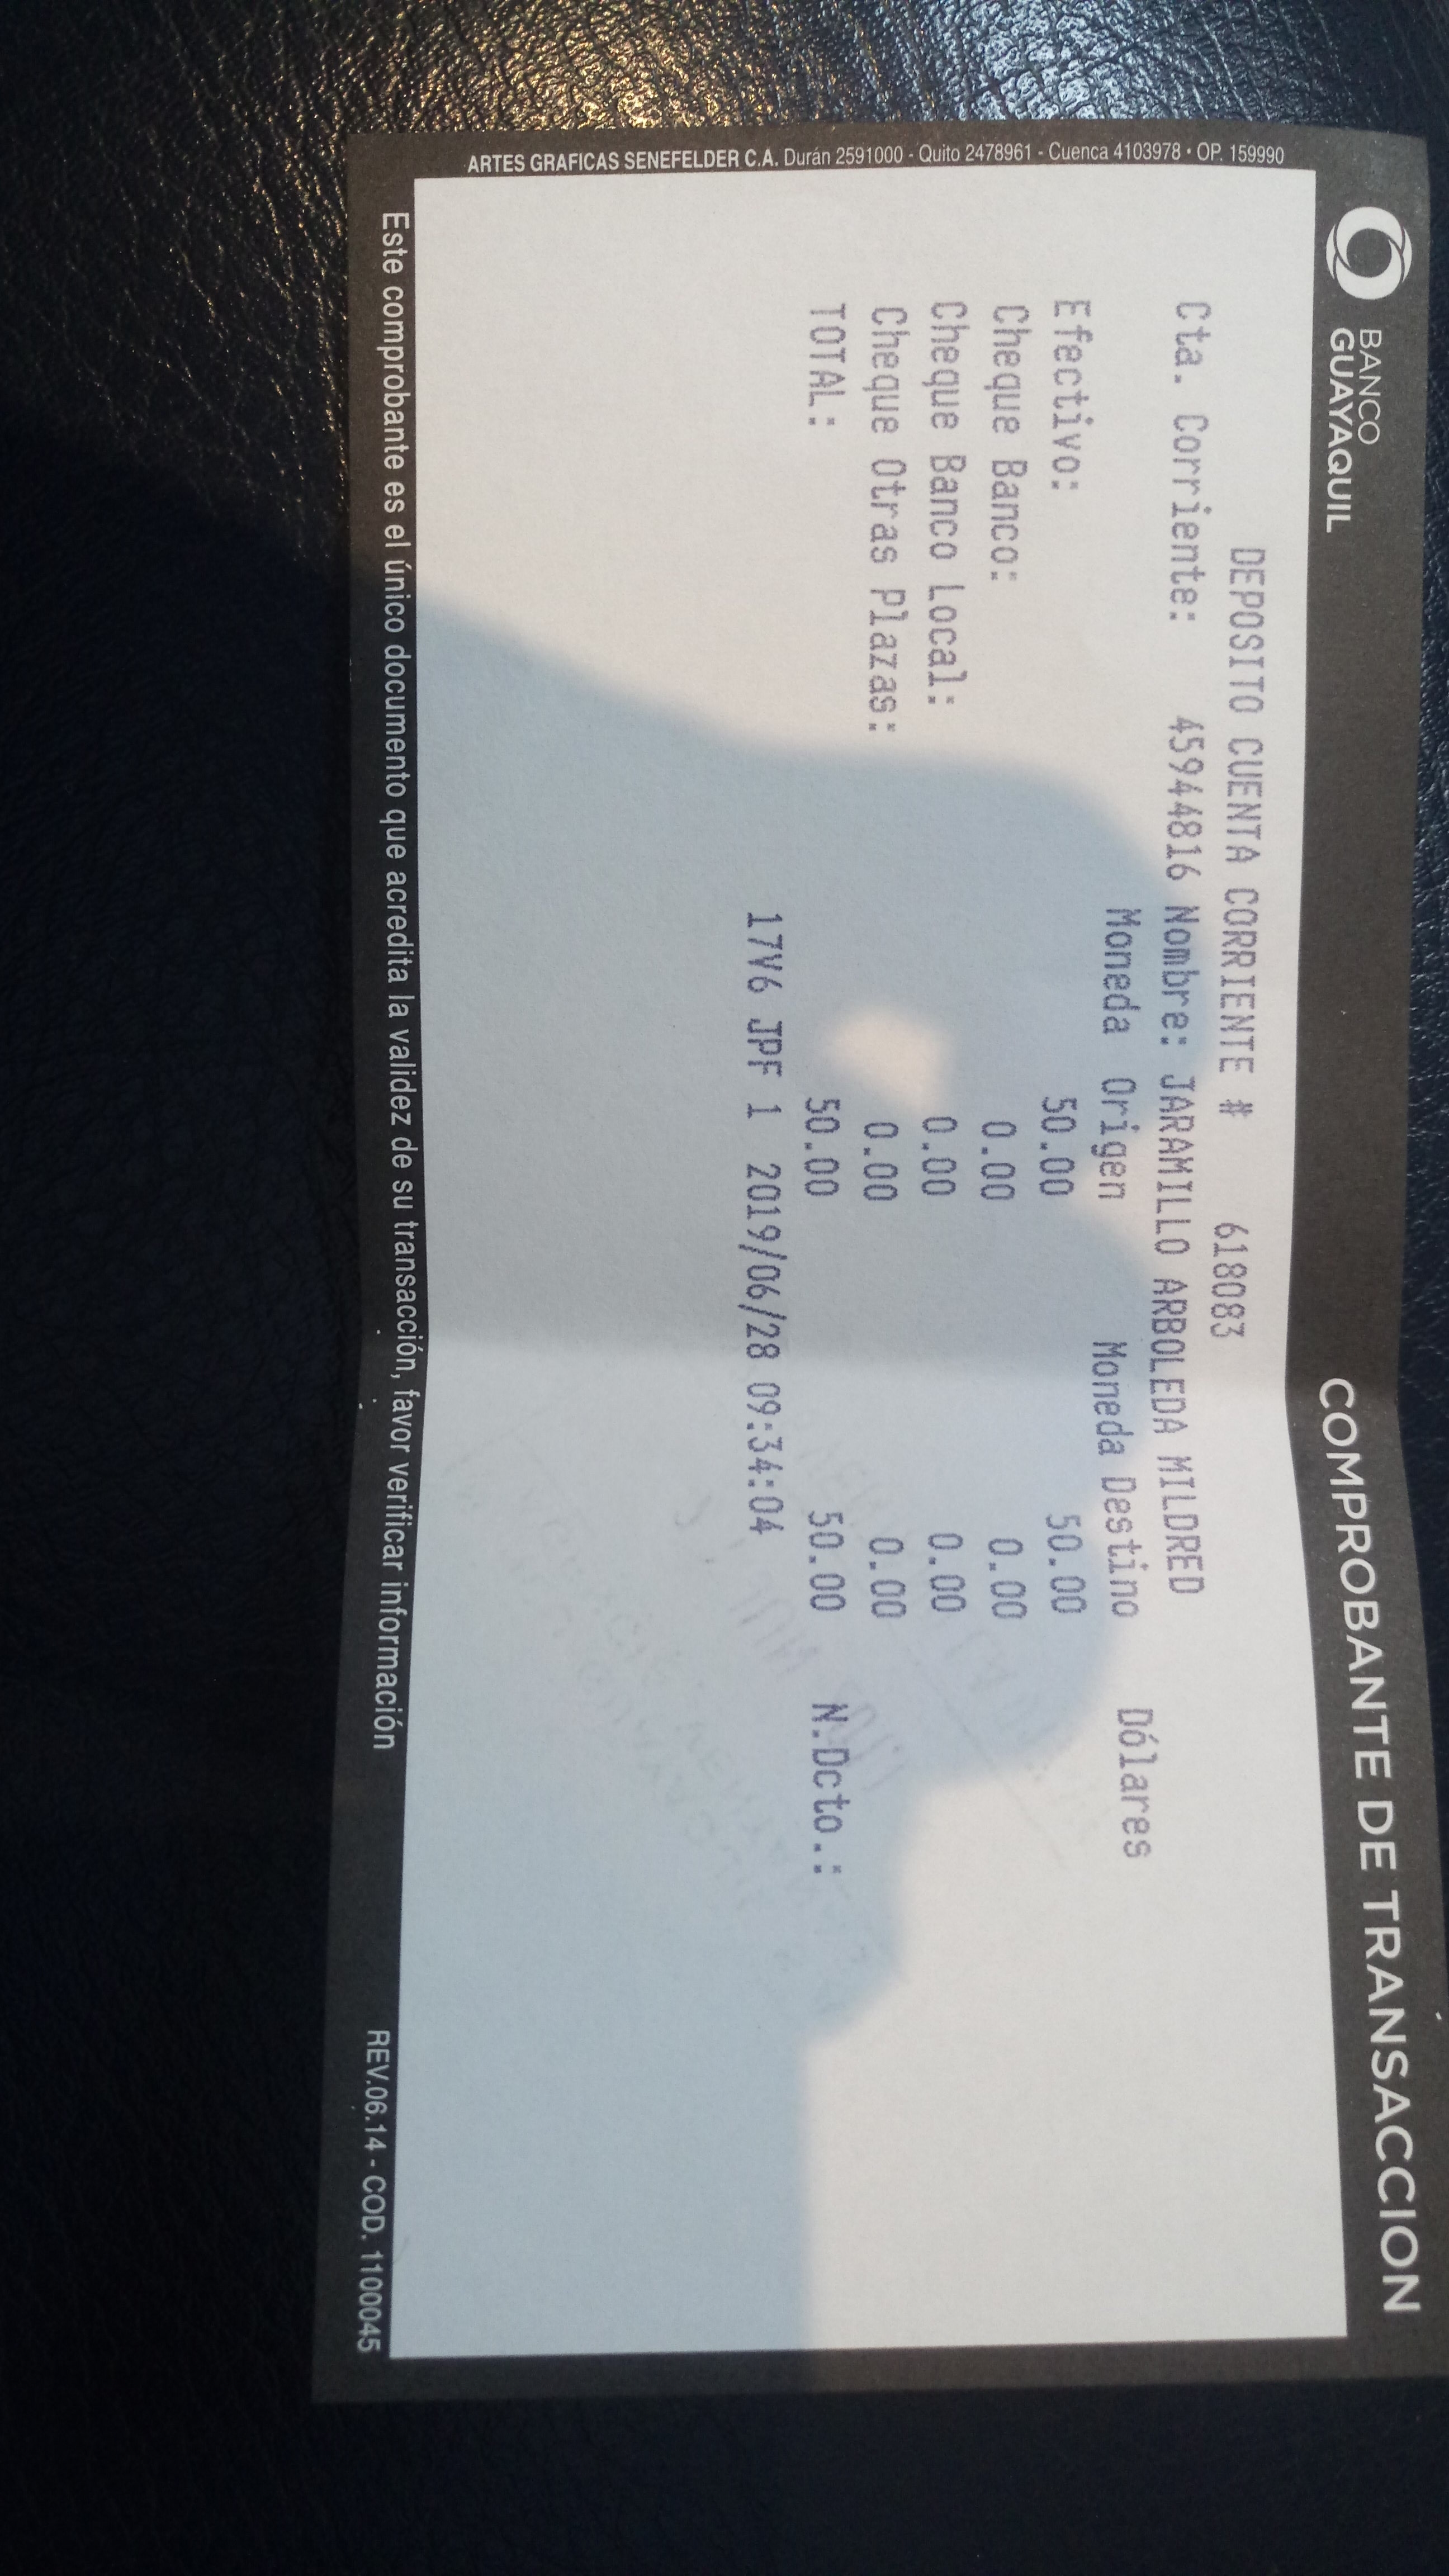 BANCO
GUAYAQUIL
COMPROBANTE DE TRANSACCION
DEPOSITO CUENTA CORRIENTE # 618083
Cta. Corriente: 45944816 Nombre: JARAMILLO ARBOLEDA MILDRED
Moneda Origen Moneda Destino Dólares
Efectivo: 50.00 50.00
Cheque Banco: 0.00 0.00
Cheque Banco Local: 0.00 0.00
Cheque Otras Plazas: 0.00 0.00
TOTAL: 50.00 50.00 N.Dcto.:
17V6 JPF 1 2019/06/28 09:34:04
Este comprobante es el único documento que acredita la validez de su transacción, favor verificar información
REV.06.14 - COD. 1100045
ARTES GRAFICAS SENEFELDER C.A. Durán 2591000 - Quito 2478961 - Cuenca 4103978 • OP. 159990